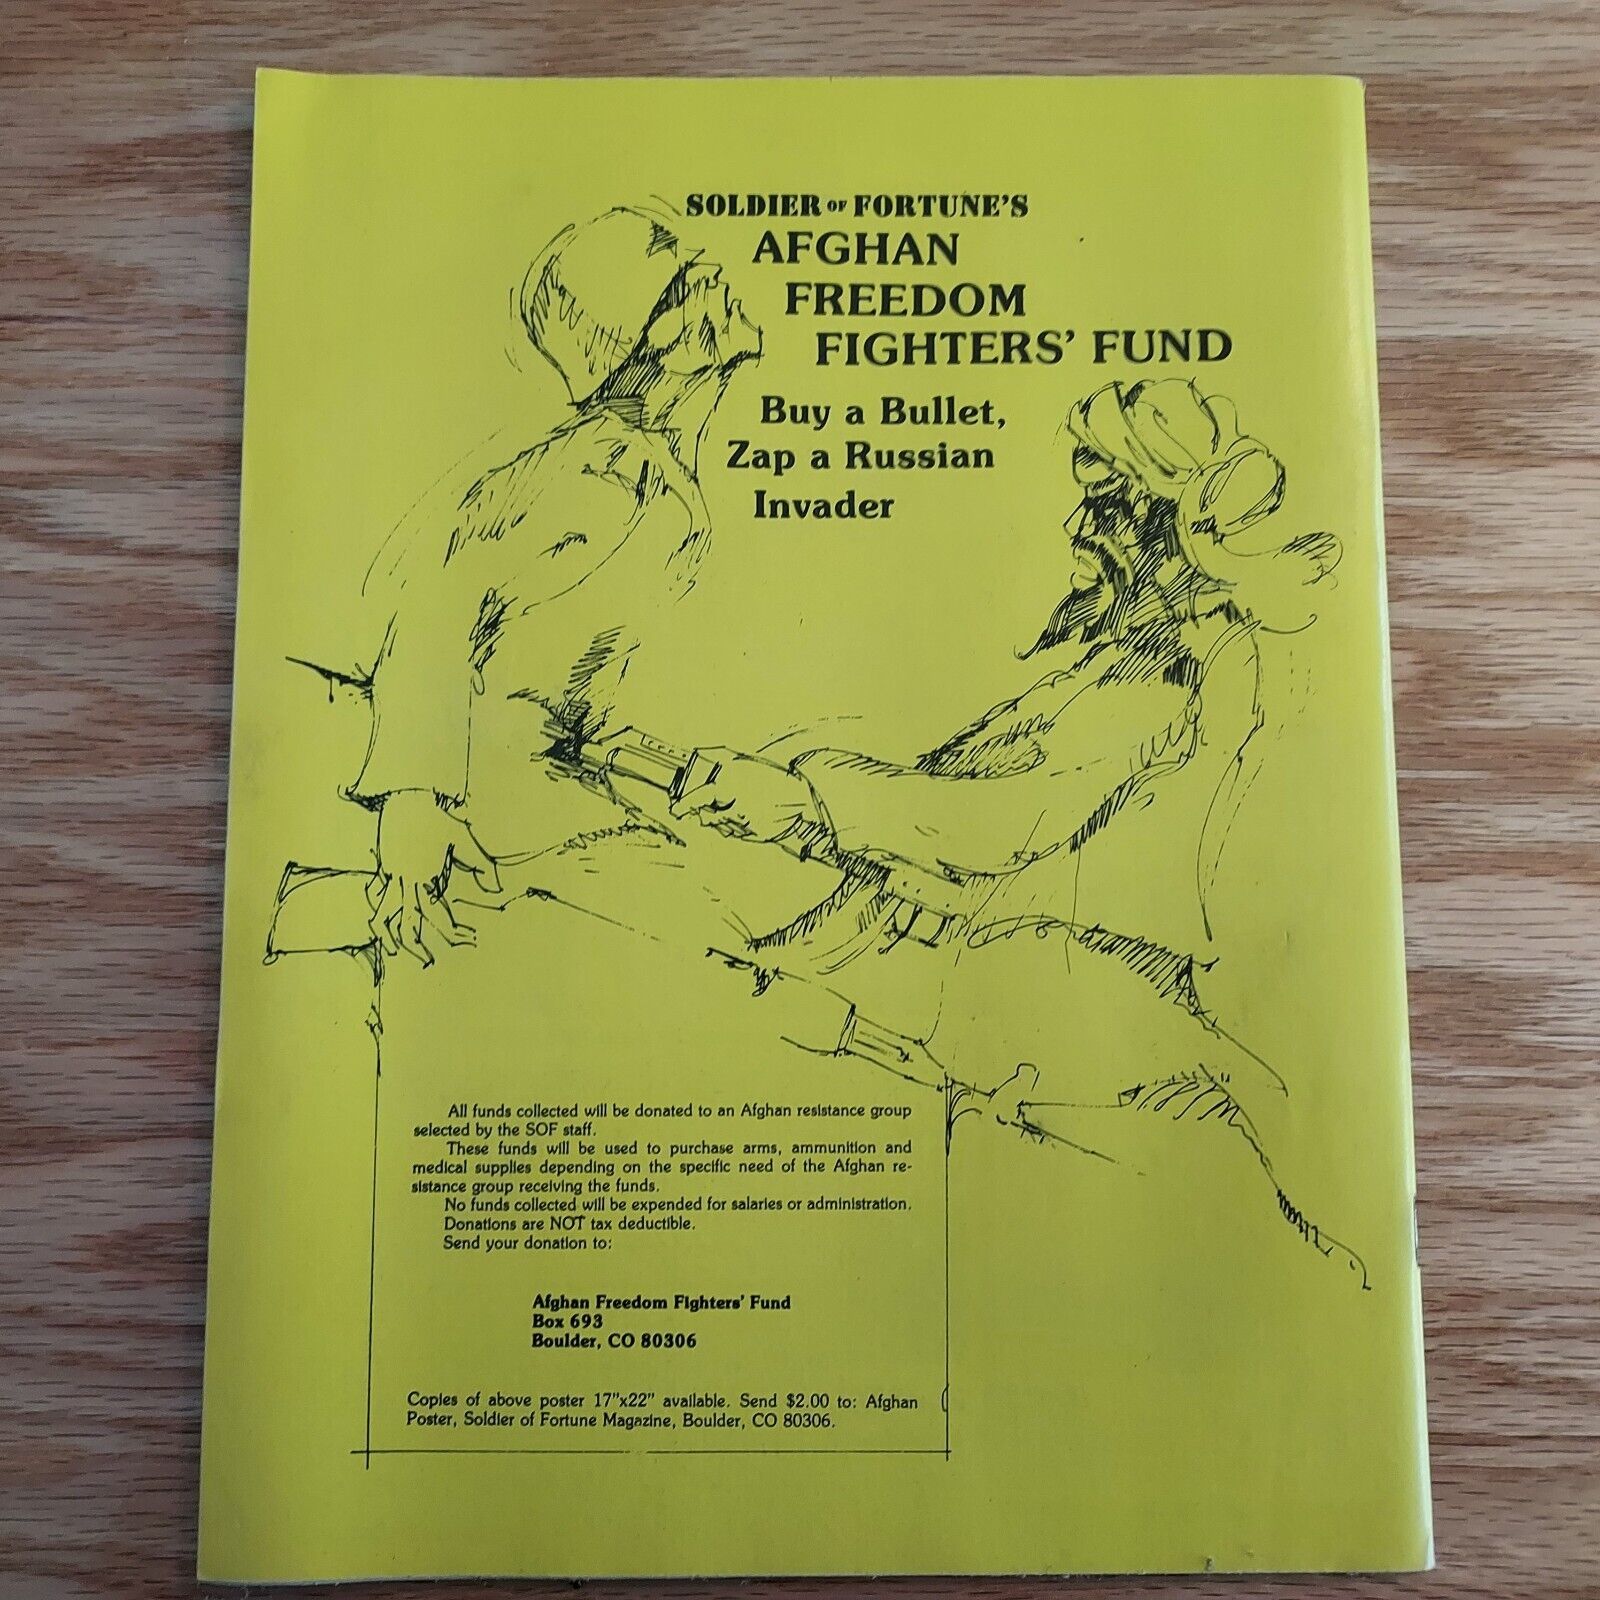 SOLDIER OF FORTUNE'S
AFGHAN
FREEDOM
FIGHTERS' FUND
Buy a Bullet,
Zap a Russian
Invader
All funds collected will be donated to an Afghan resistance group
selected by the SOF staff.
These funds will be used to purchase arms, ammunition and
medical supplies depending on the specific need of the Afghan re-
sistance group receiving the funds.
No funds collected will be expended for salaries or administration.
Donations are NOT tax deductible.
Send your donation to:
Afghan Freedom Fighters' Fund
Box 693
Boulder, CO 80306
Copies of above poster 17"x22" available. Send $2.00 to: Afghan
Poster, Soldier of Fortune Magazine, Boulder, CO 80306.